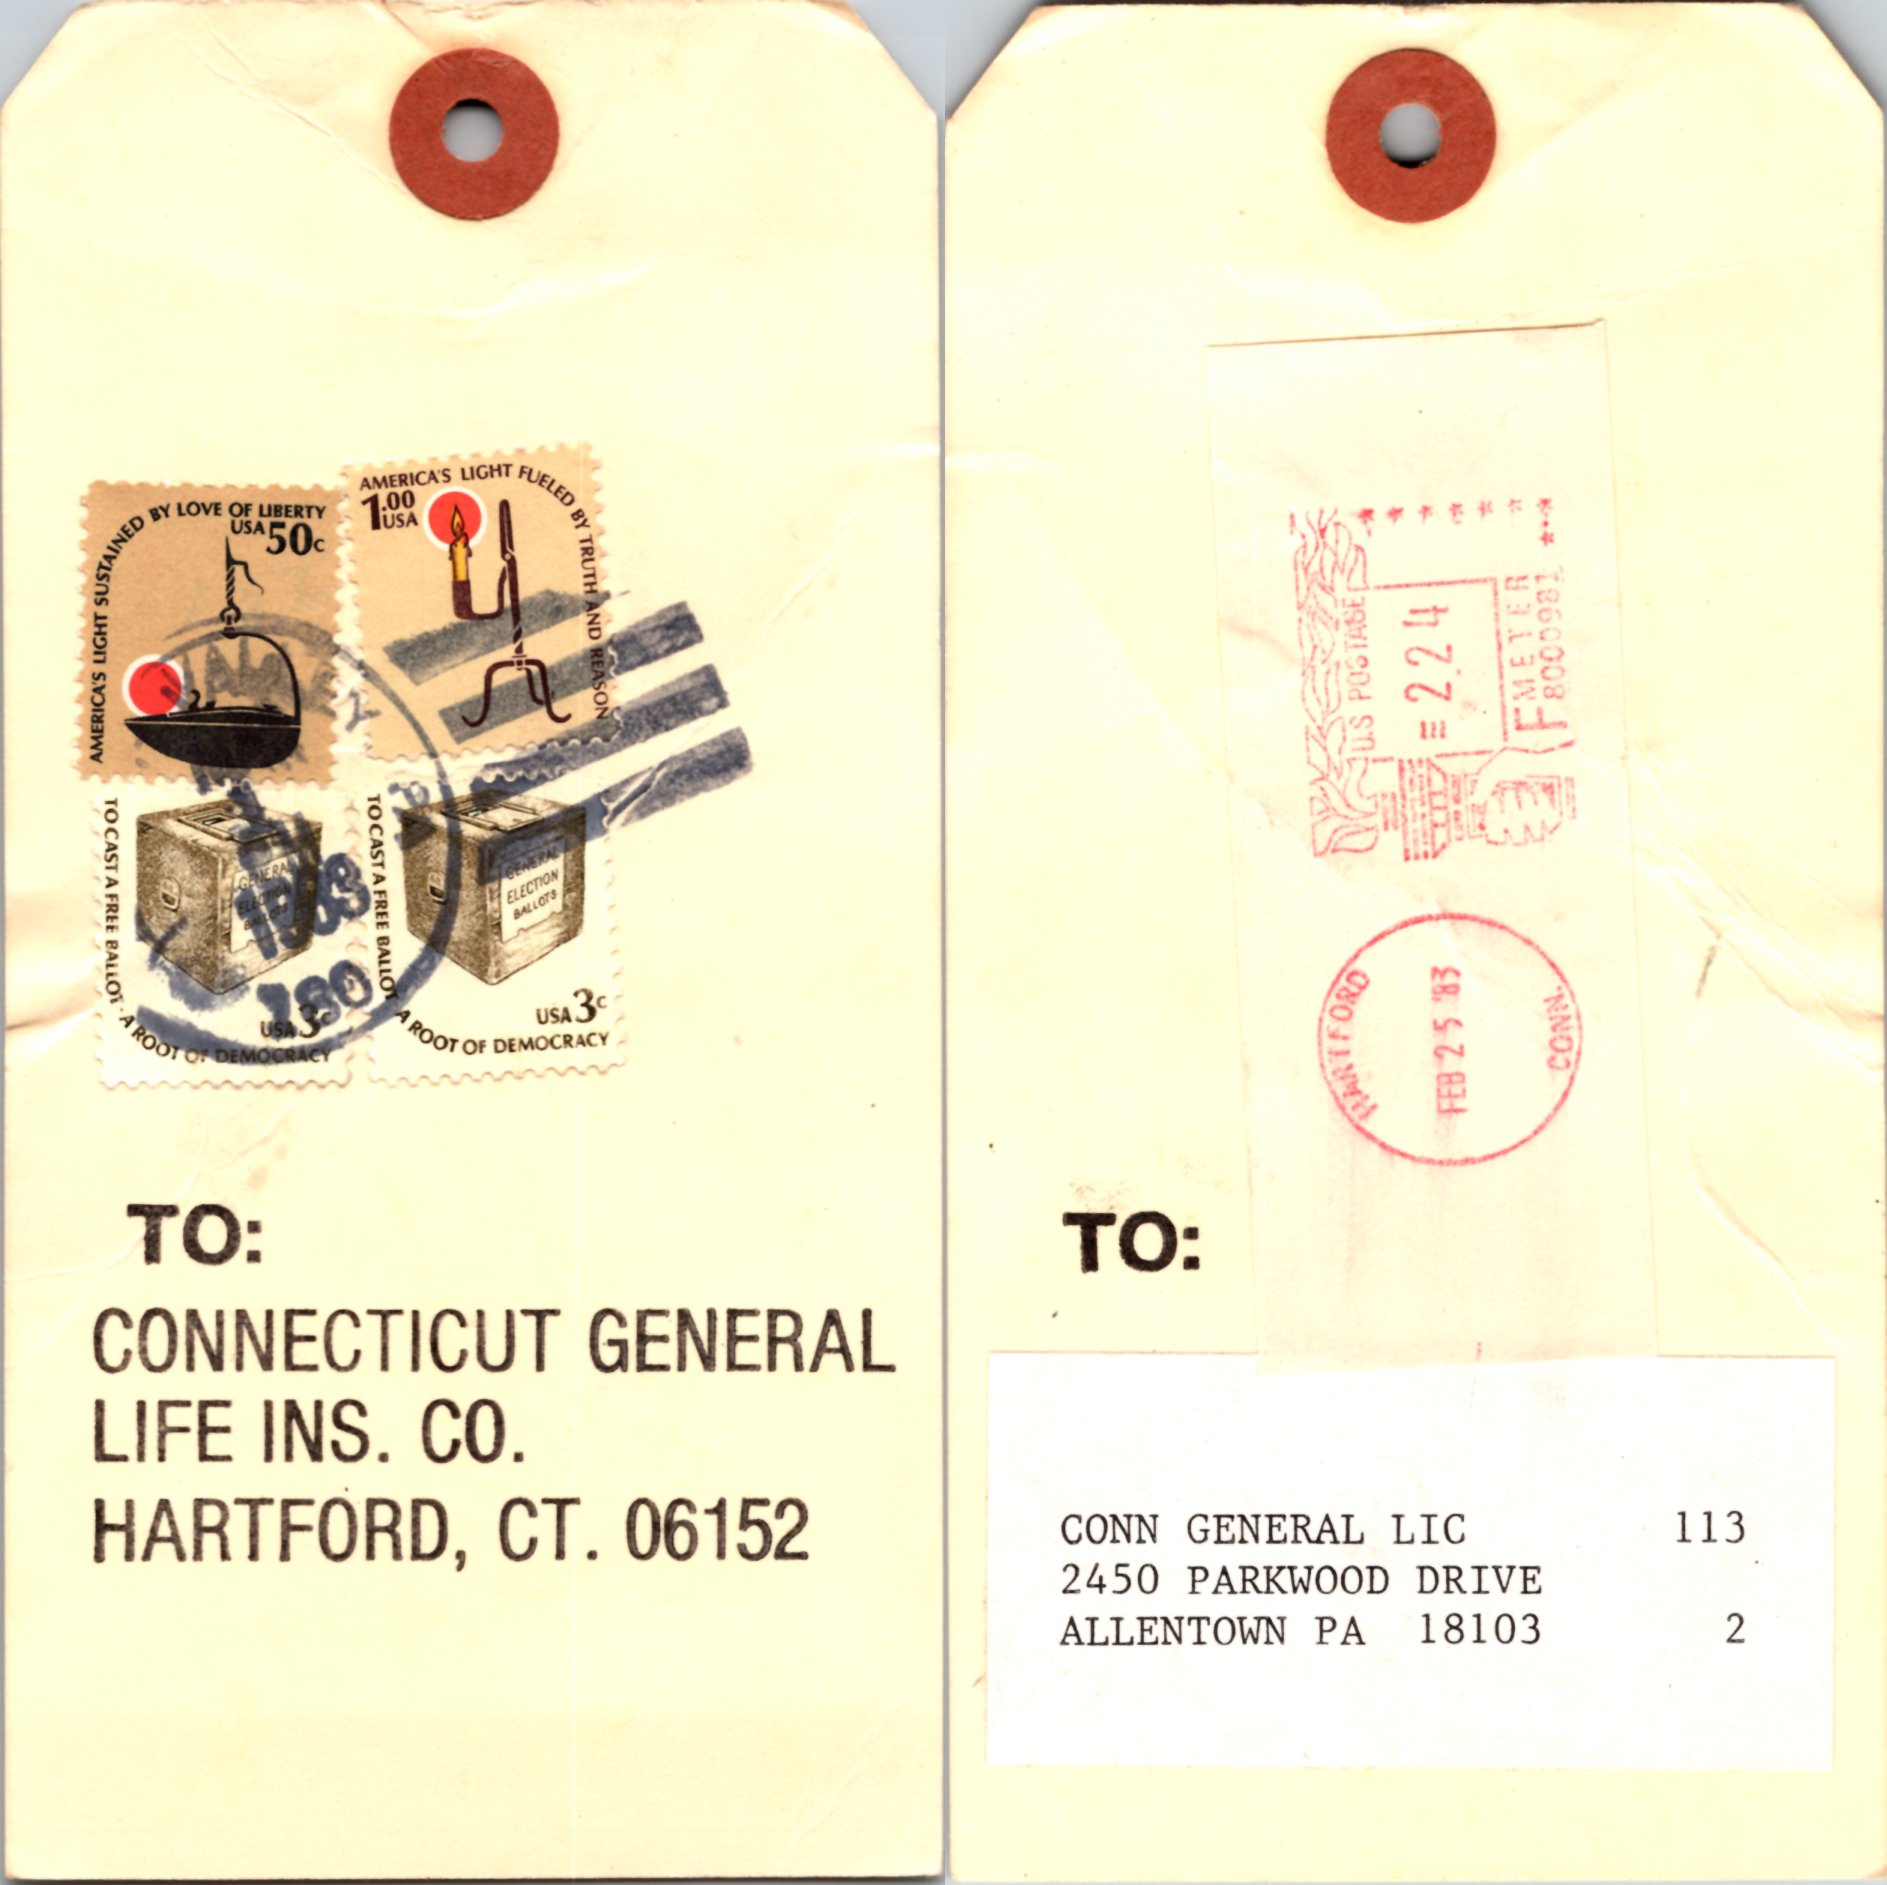 AMERICA'S LIGHT SUSTAINED BY LOVE OF LIBERTY
USA 50c
AMERICA'S LIGHT FUELED BY TRUTH AND REASON
1.00
USA
TO CAST A FREE BALLOT · A ROOT OF DEMOCRACY
GENERAL
ELECTION
BALLOTS
USA 3c
TO CAST A FREE BALLOT A ROOT OF DEMOCRACY
GENERAL
ELECTION
BALLOTS
USA 3c
1983
180
TO:
CONNECTICUT GENERAL
LIFE INS. CO.
HARTFORD, CT. 06152
U.S POSTAGE
2.24
F METER
8000981
HARTFORD
FEB 25 '83
CONN.
TO:
CONN GENERAL LIC 113
2450 PARKWOOD DRIVE
ALLENTOWN PA 18103 2